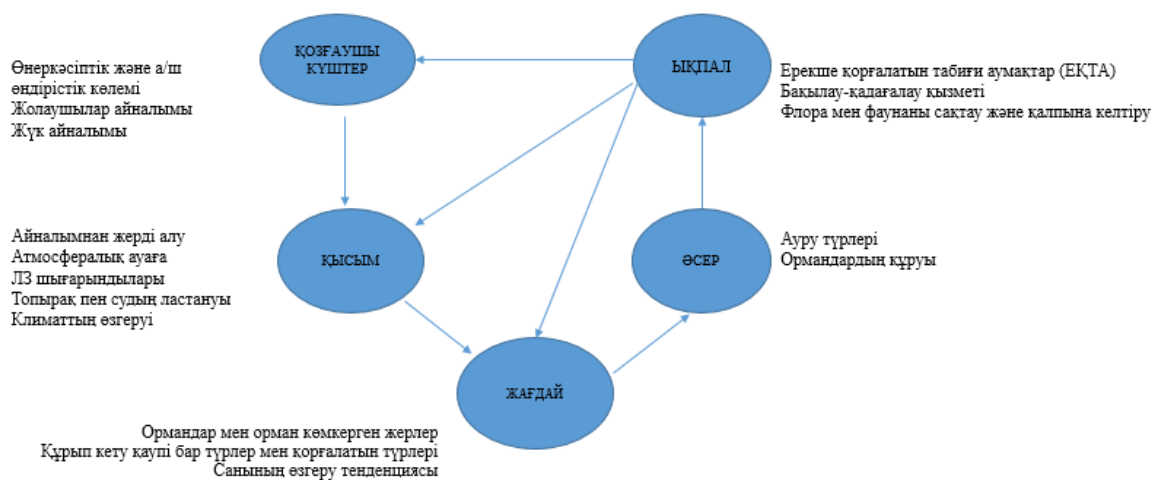 ҚОЗҒАУШЫ
КҮШТЕР
Өнеркәсіптік және а/ш
өндірістік көлемі
Жолаушылар айналымы
Жүк айналымы
ЫҚПАЛ
Ерекше қорғалатын табиғи аумақтар (ЕҚТА)
Бақылау-қадағалау қызметі
Флора мен фаунаны сақтау және қалпына келтіру
Айналымнан жерді алу
Атмосфералық ауаға
ЛЗ шығарындылары
Топырақ пен судың ластануы
Климаттың өзгеруі
ҚЫСЫМ
ӘСЕР
Ауру түрлері
Ормандардың құруы
ЖАҒДАЙ
Ормандар мен орман көмкерген жерлер
Құрып кету қаупі бар түрлер мен қорғалатын түрлері
Санының өзгеру тенденциясы